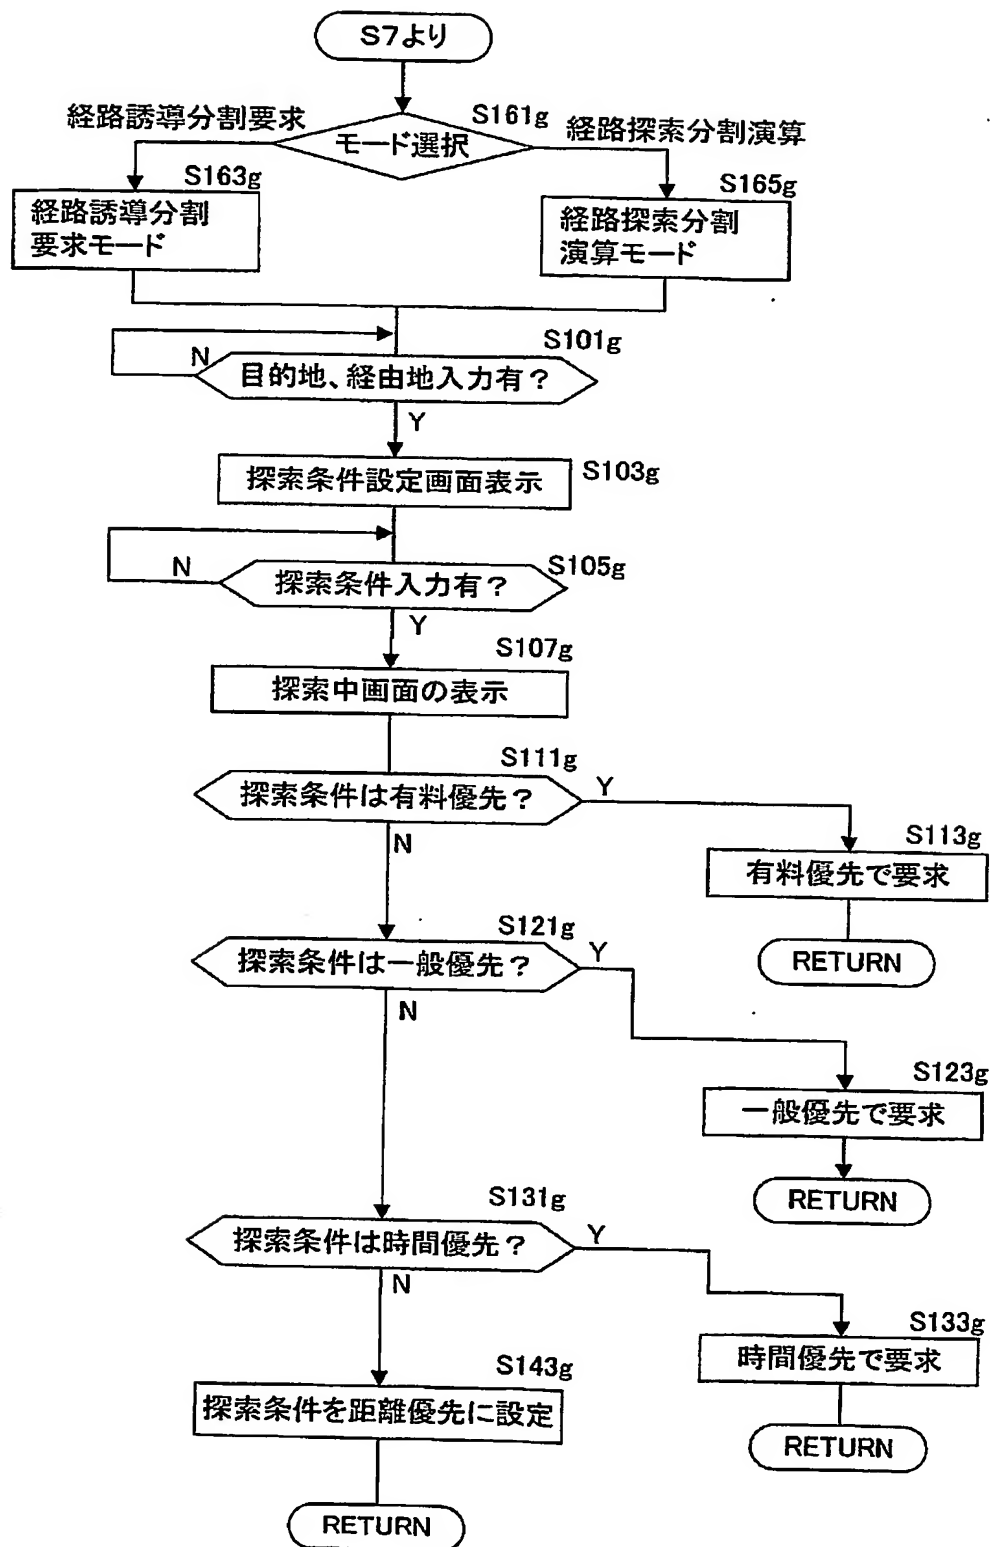 S7より
経路誘導分割要求
S161g
経路探索分割演算
モード選択
S163g
S165g
経路誘導分割
要求モード
経路探索分割
演算モード
S101g
N
目的地、経由地入力有？
Y
探索条件設定画面表示
S103g
N
S105g
探索条件入力有？
Y
S107g
探索中画面の表示
S111g
探索条件は有料優先？
Y
N
S113g
有料優先で要求
RETURN
S121g
探索条件は一般優先？
Y
N
S123g
一般優先で要求
RETURN
S131g
探索条件は時間優先？
Y
N
S133g
時間優先で要求
RETURN
S143g
探索条件を距離優先に設定
RETURN